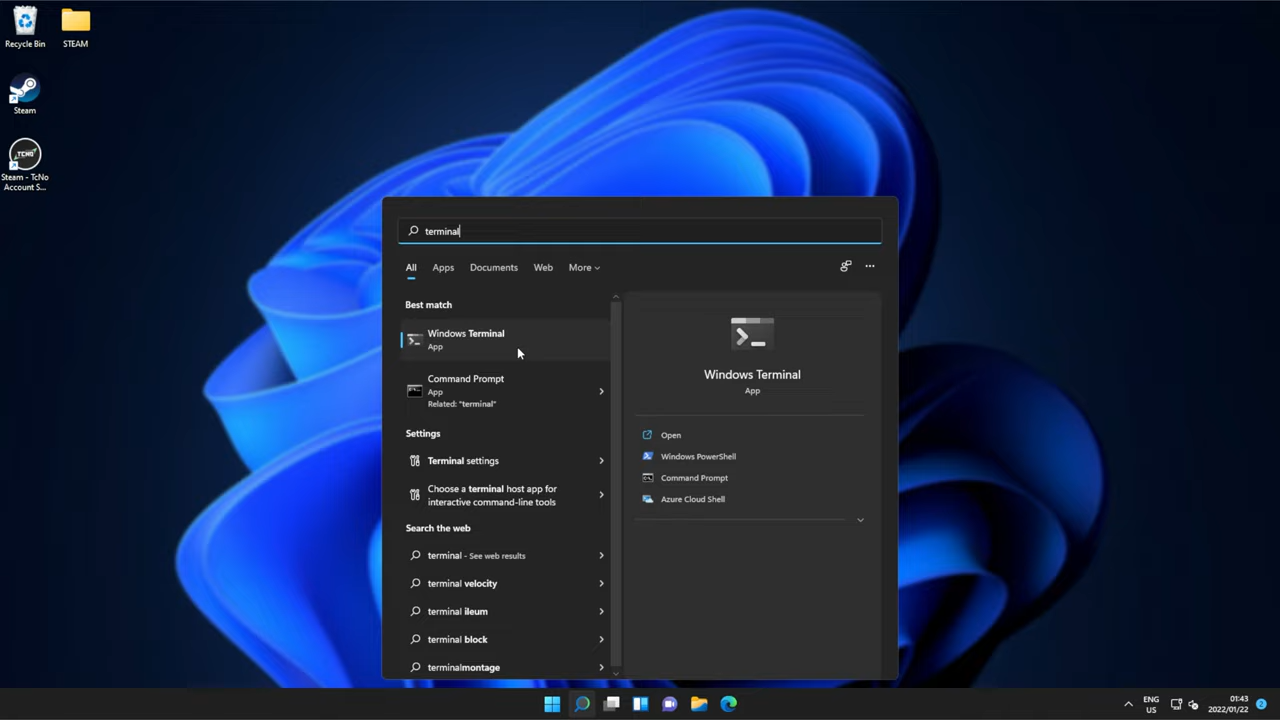 Recycle Bin
STEAM
Steam
TCNO
Steam - TcNo
Account S...
terminal
All
Apps
Documents
Web
More
Best match
Windows Terminal
App
Command Prompt
App
Related: "terminal"
Settings
Terminal settings
Choose a terminal host app for
interactive command-line tools
Search the web
terminal - See web results
terminal velocity
terminal ileum
terminal block
terminalmontage
Windows Terminal
App
Open
Windows PowerShell
Command Prompt
Azure Cloud Shell
ENG
US
01:43
2022/01/22
2